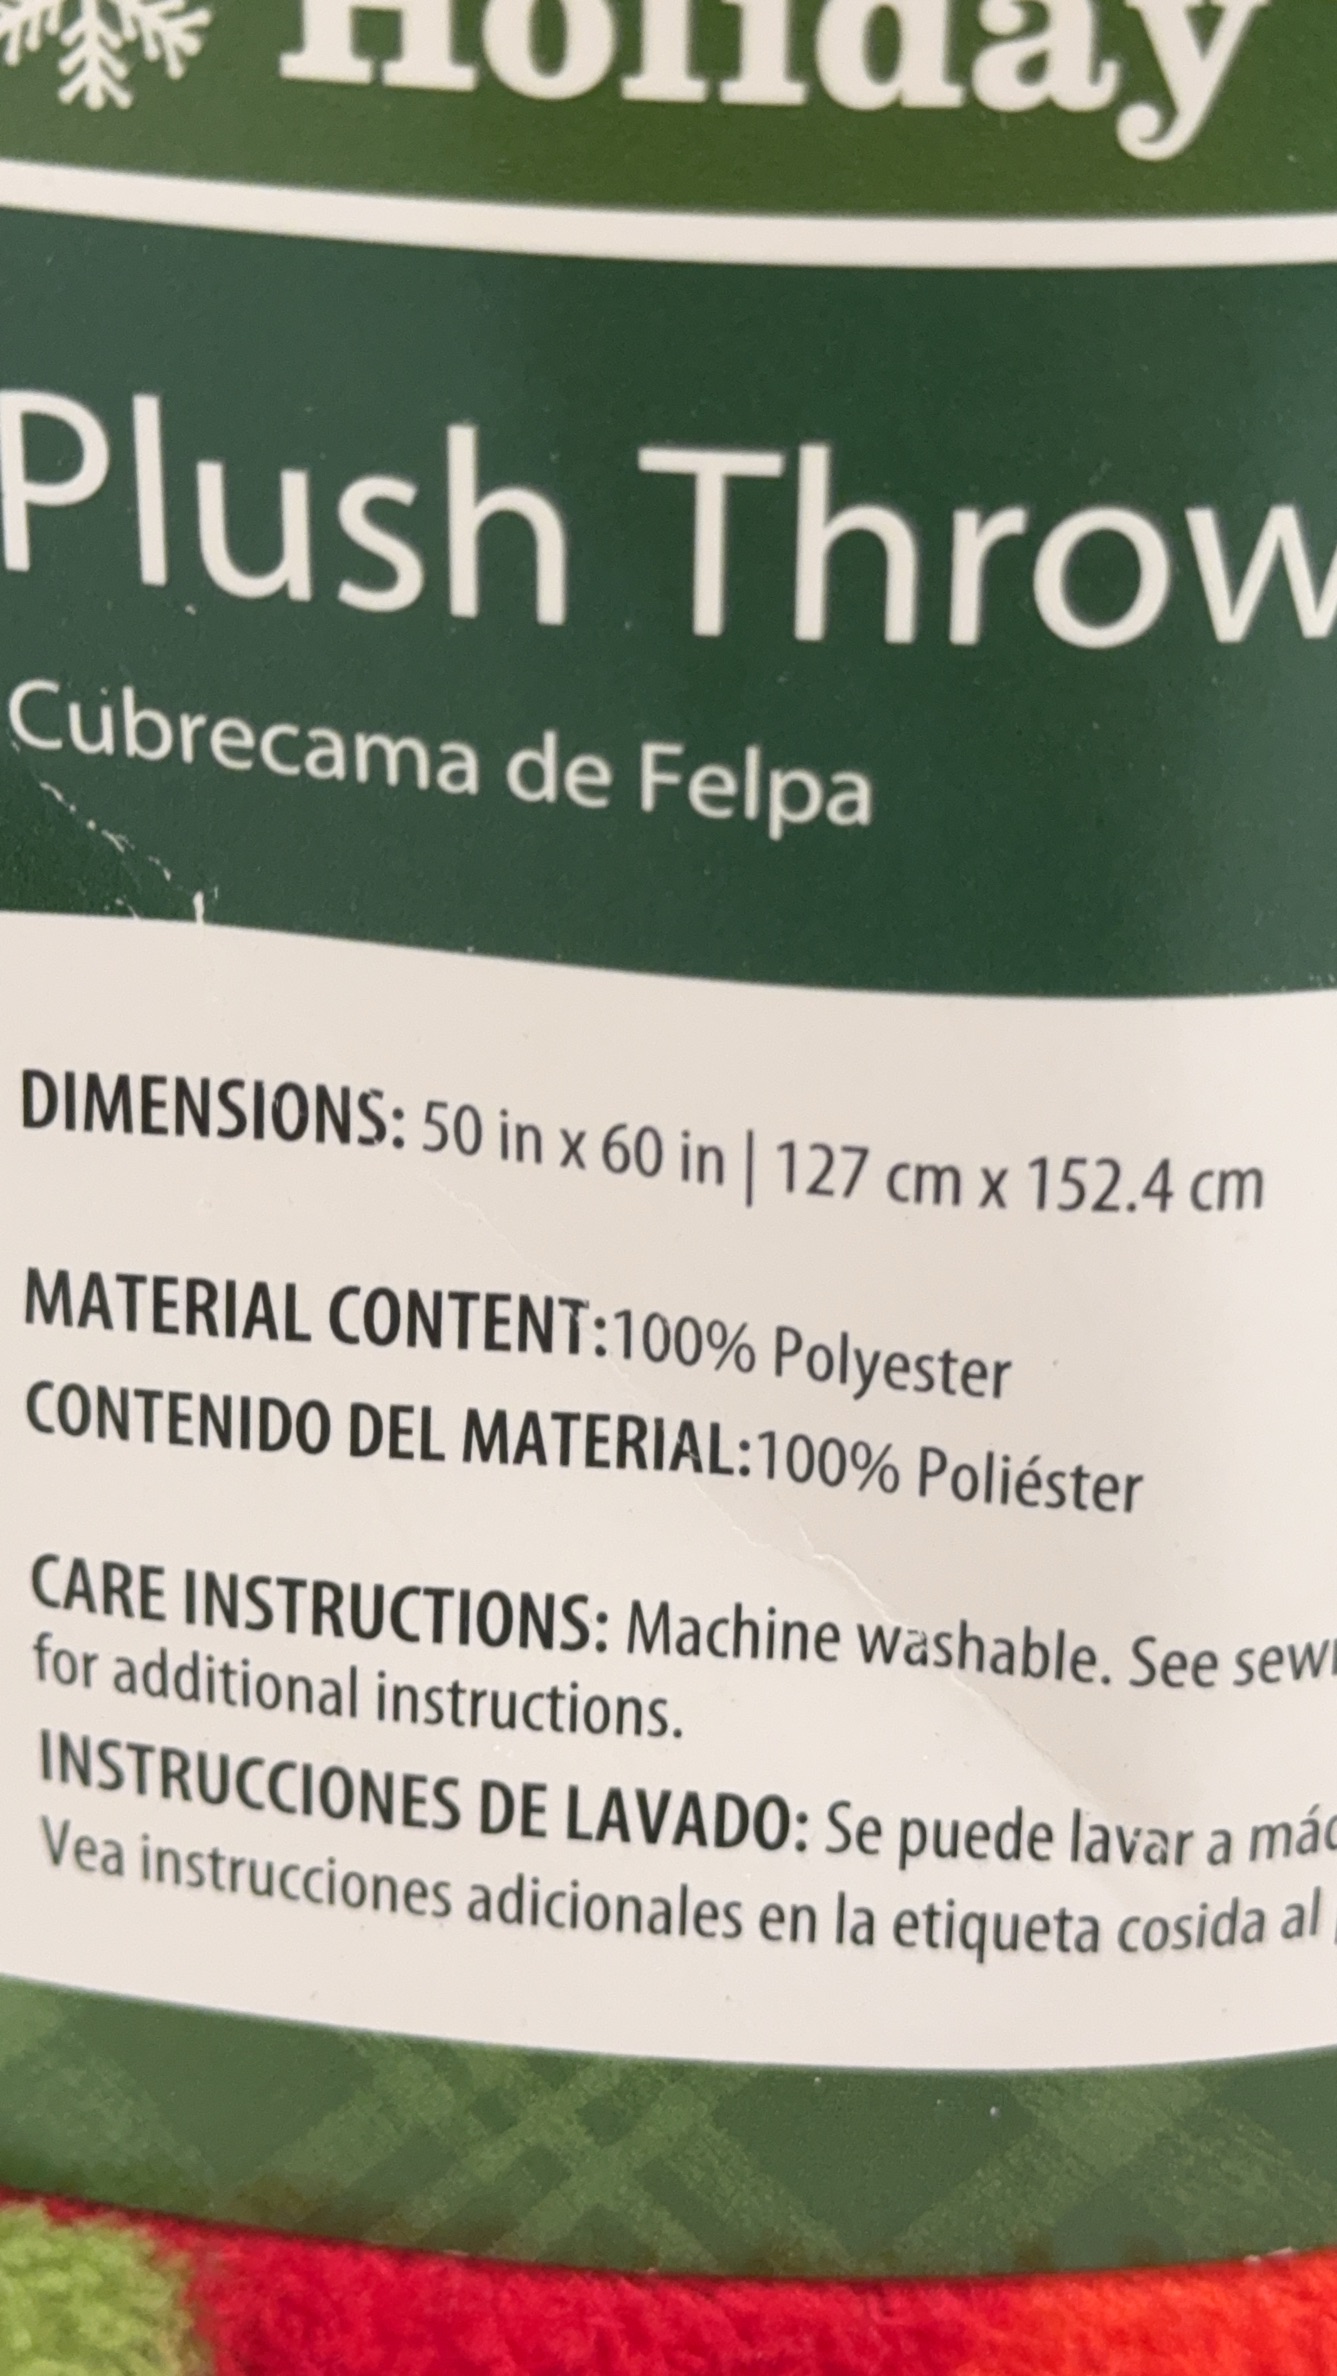 Holiday
Plush Throw
Cubrecama de Felpa
DIMENSIONS: 50 in x 60 in | 127 cm x 152.4 cm
MATERIAL CONTENT:100% Polyester
CONTENIDO DEL MATERIAL:100% Poliéster
CARE INSTRUCTIONS: Machine washable. See
for additional instructions.
INSTRUCCIONES DE LAVADO: Se puede lavar a
Vea instrucciones adicionales en la etiqueta cosida al